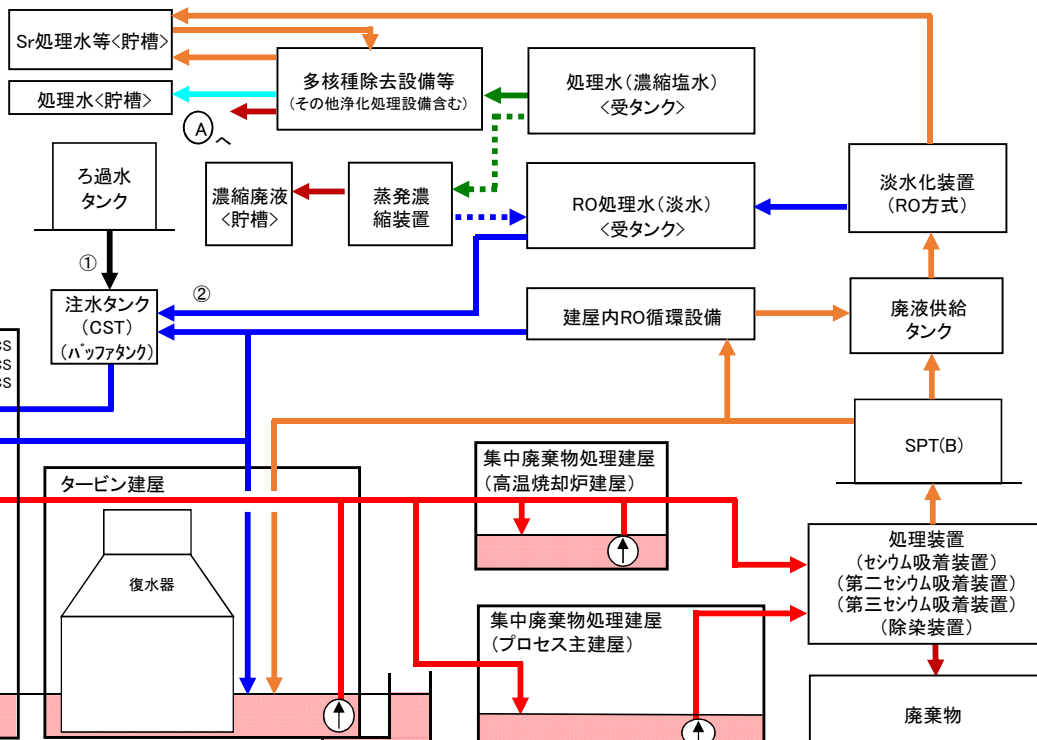 Sr処理水等<貯槽>
処理水<貯槽>
多核種除去設備等
(その他浄化処理設備含む)
処理水(濃縮塩水)
<受タンク>
Aへ
ろ過水
タンク
濃縮廃液
<貯槽>
蒸発濃
縮装置
RO処理水(淡水)
<受タンク>
淡水化装置
(RO方式)
①
②
注水タンク
(CST)
(バッファタンク)
建屋内RO循環設備
廃液供給
タンク
CS
CS
CS
SPT(B)
タービン建屋
集中廃棄物処理建屋
(高温焼却炉建屋)
復水器
処理装置
(セシウム吸着装置)
(第二セシウム吸着装置)
(第三セシウム吸着装置)
(除染装置)
集中廃棄物処理建屋
(プロセス主建屋)
廃棄物